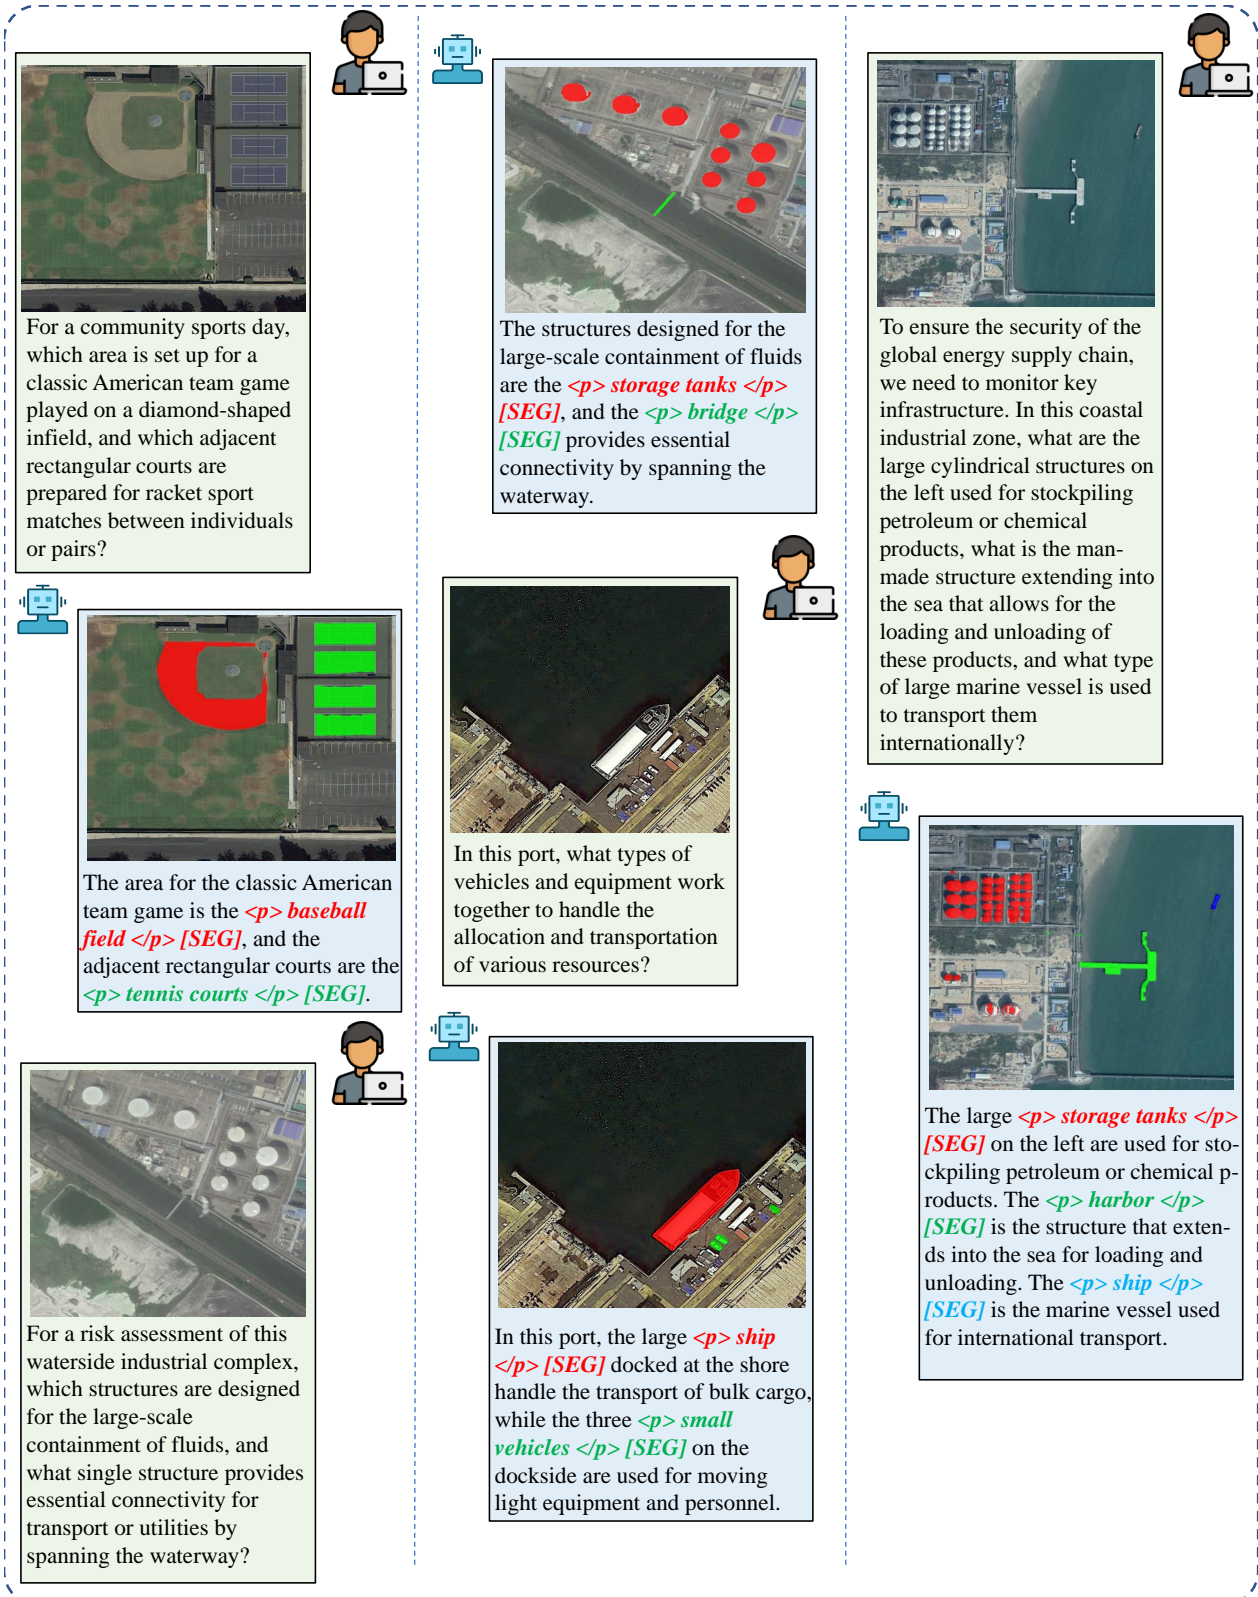 For a community sports day,
which area is set up for a
classic American team game
played on a diamond-shaped
infield, and which adjacent
rectangular courts are
prepared for racket sport
matches between individuals
or pairs?
The area for the classic American
team game is the <p> baseball
field </p> [SEG], and the
adjacent rectangular courts are the
<p> tennis courts </p> [SEG].
For a risk assessment of this
waterside industrial complex,
which structures are designed
for the large-scale
containment of fluids, and
what single structure provides
essential connectivity for
transport or utilities by
spanning the waterway?
The structures designed for the
large-scale containment of fluids
are the <p> storage tanks </p>
[SEG], and the <p> bridge </p>
[SEG] provides essential
connectivity by spanning the
waterway.
In this port, what types of
vehicles and equipment work
together to handle the
allocation and transportation
of various resources?
In this port, the large <p> ship
</p> [SEG] docked at the shore
handle the transport of bulk cargo,
while the three <p> small
vehicles </p> [SEG] on the
dockside are used for moving
light equipment and personnel.
To ensure the security of the
global energy supply chain,
we need to monitor key
infrastructure. In this coastal
industrial zone, what are the
large cylindrical structures on
the left used for stockpiling
petroleum or chemical
products, what is the man-
made structure extending into
the sea that allows for the
loading and unloading of
these products, and what type
of large marine vessel is used
to transport them
internationally?
The large <p> storage tanks </p>
[SEG] on the left are used for sto-
ckpiling petroleum or chemical p-
roducts. The <p> harbor </p>
[SEG] is the structure that exten-
ds into the sea for loading and
unloading. The <p> ship </p>
[SEG] is the marine vessel used
for international transport.